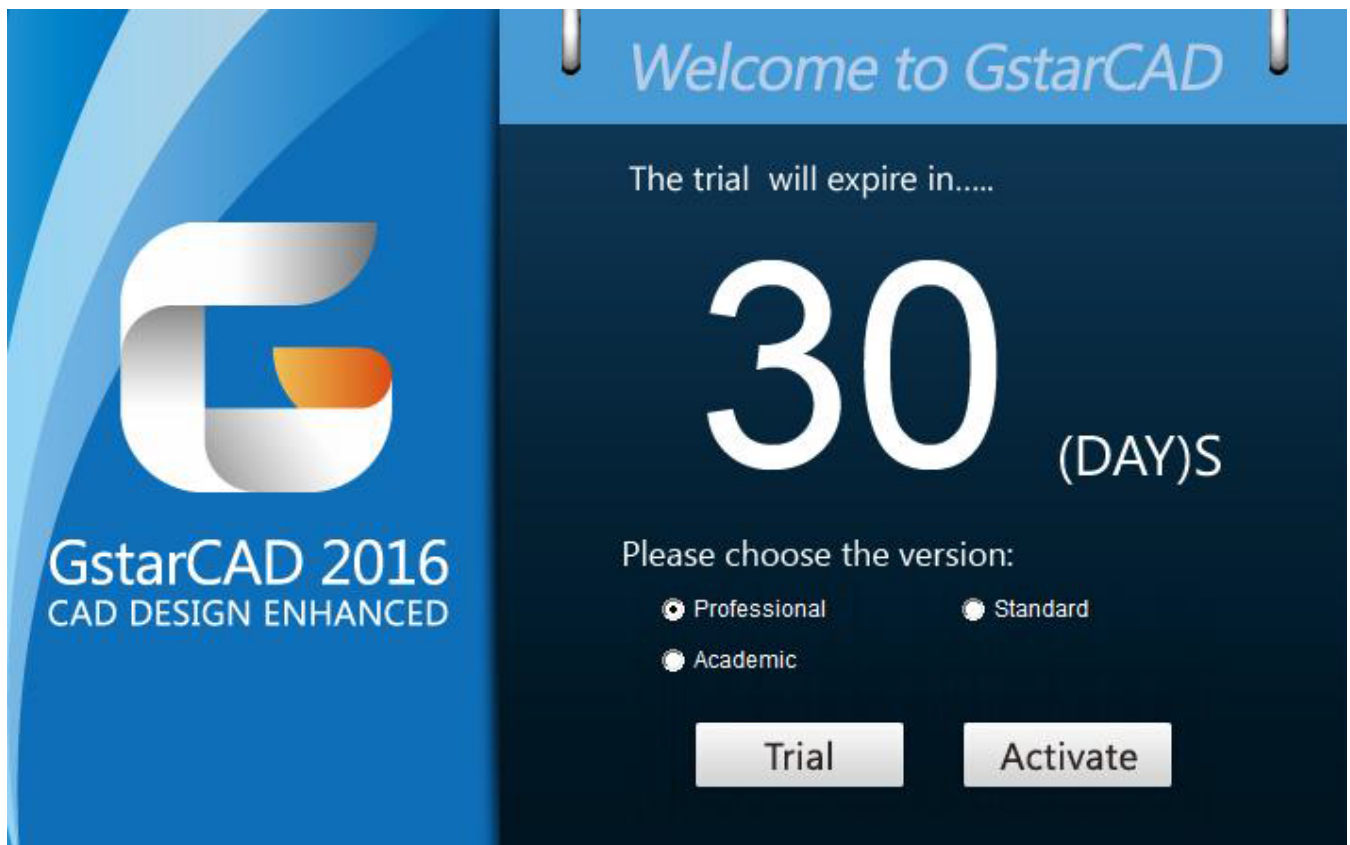 Welcome to GstarCAD
The trial will expire in.....
30
(DAY)S
GstarCAD 2016
CAD DESIGN ENHANCED
Please choose the version:
Professional
Standard
Academic
Trial
Activate